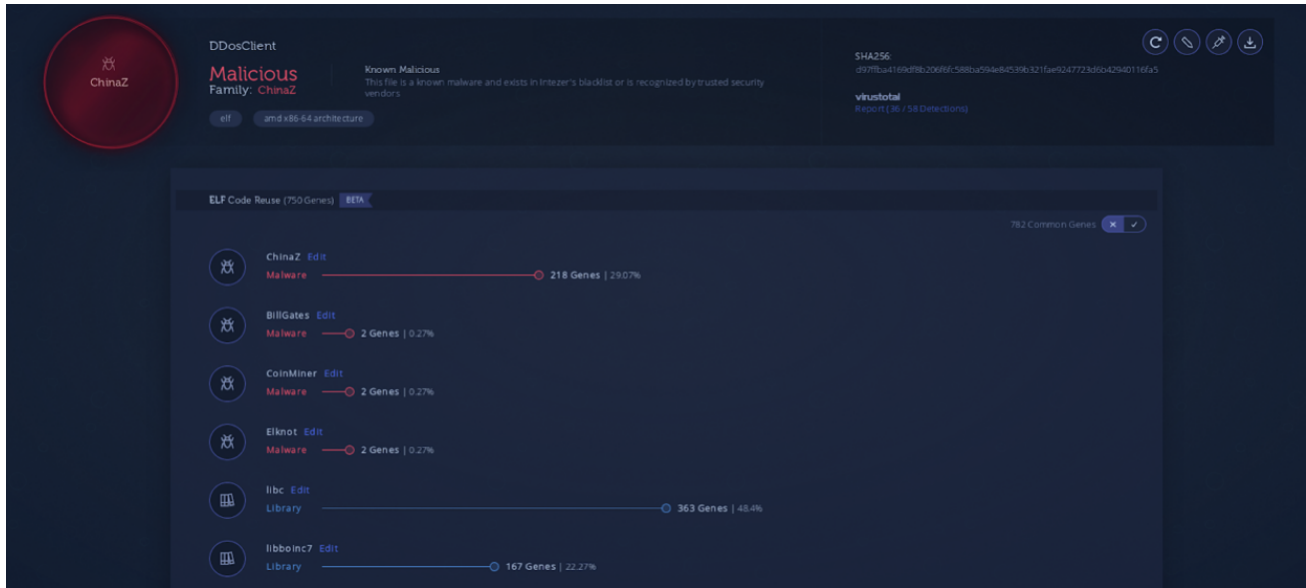 ChinaZ
DDosClient
Malicious
Family: ChinaZ
elf
amd x86-64 architecture
Known Malicious
This file is a known malware and exists in Intezer's blacklist or is recognized by trusted security
vendors
SHA256:
virustotal
Report (36 / 58 Detections)
ELF Code Reuse (750 Genes) BETA
782 Common Genes
ChinaZ Edit
Malware 218 Genes | 29.07%
BillGates Edit
Malware 2 Genes | 0.27%
CoinMiner Edit
Malware 2 Genes | 0.27%
Elknot Edit
Malware 2 Genes | 0.27%
libc Edit
Library 363 Genes | 48.4%
libboinc7 Edit
Library 167 Genes | 22.27%